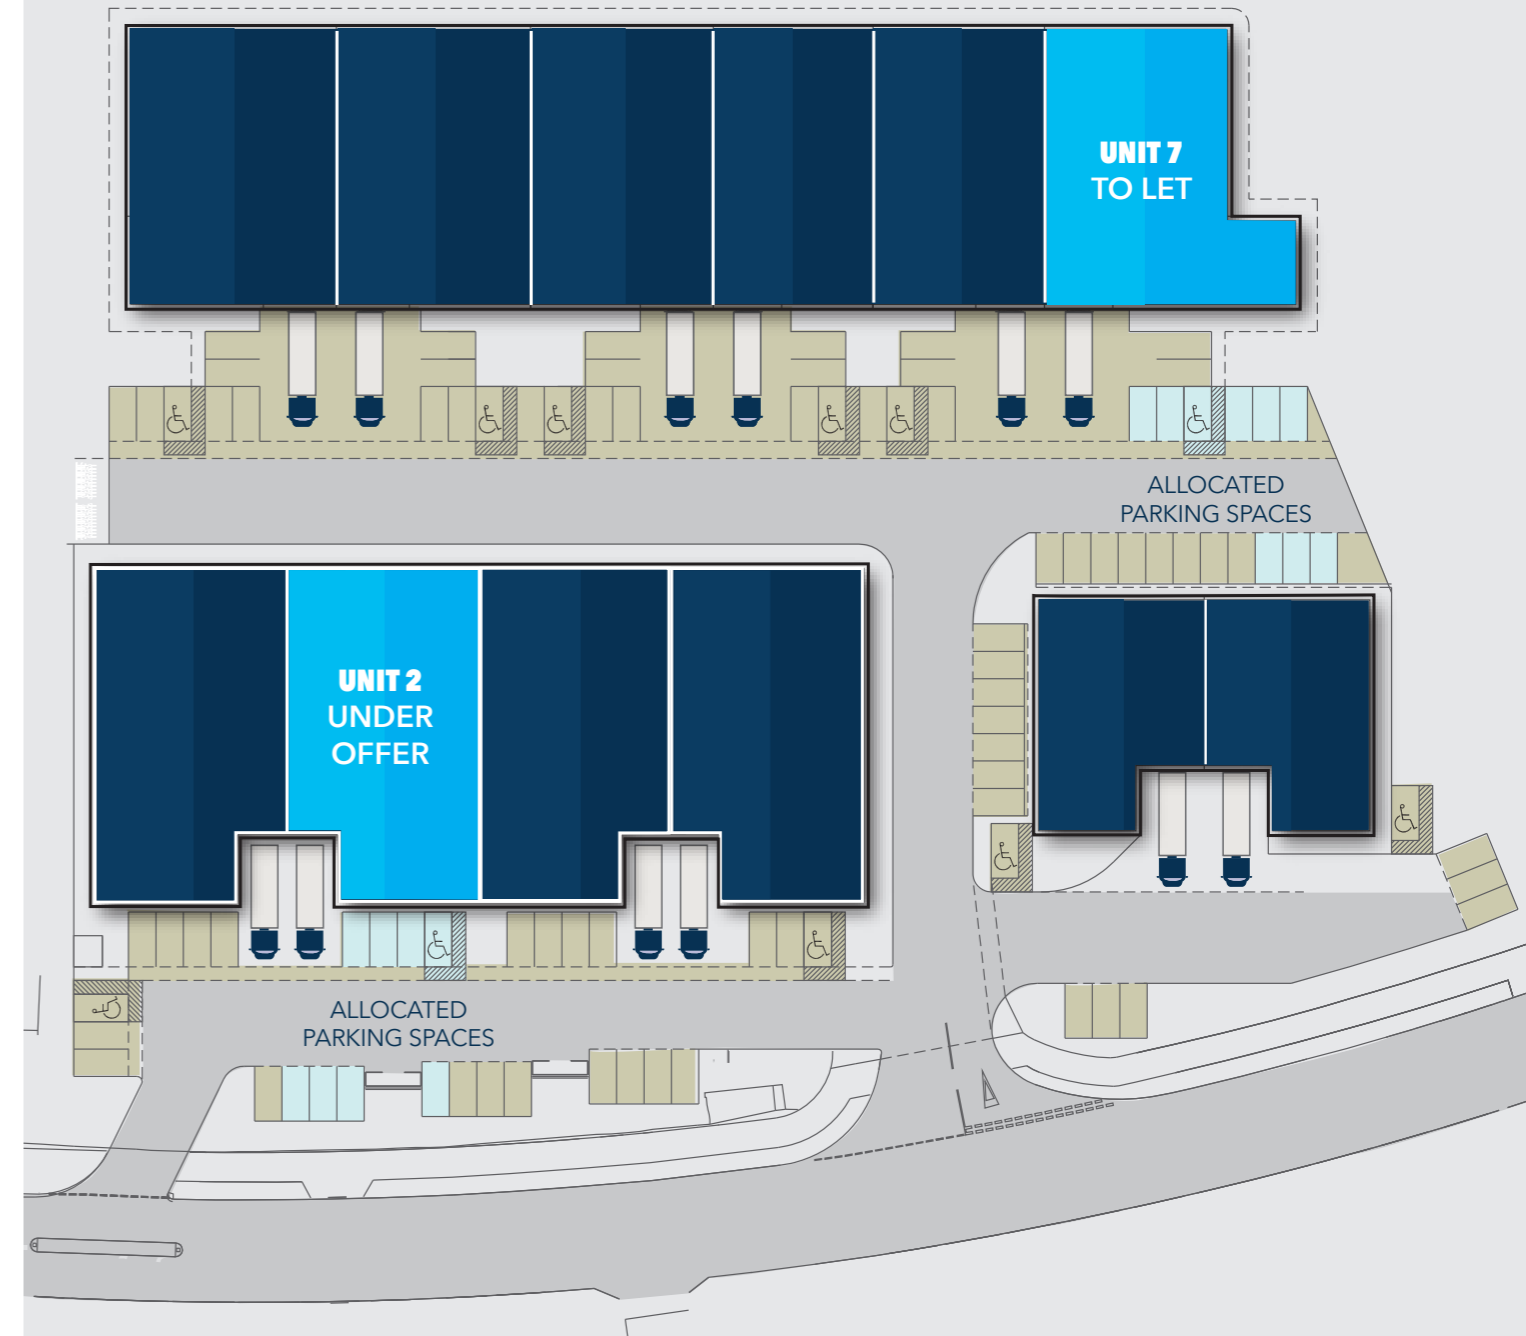 UNIT 7
TO LET
ALLOCATED
PARKING SPACES
UNIT 2
UNDER
OFFER
ALLOCATED
PARKING SPACES